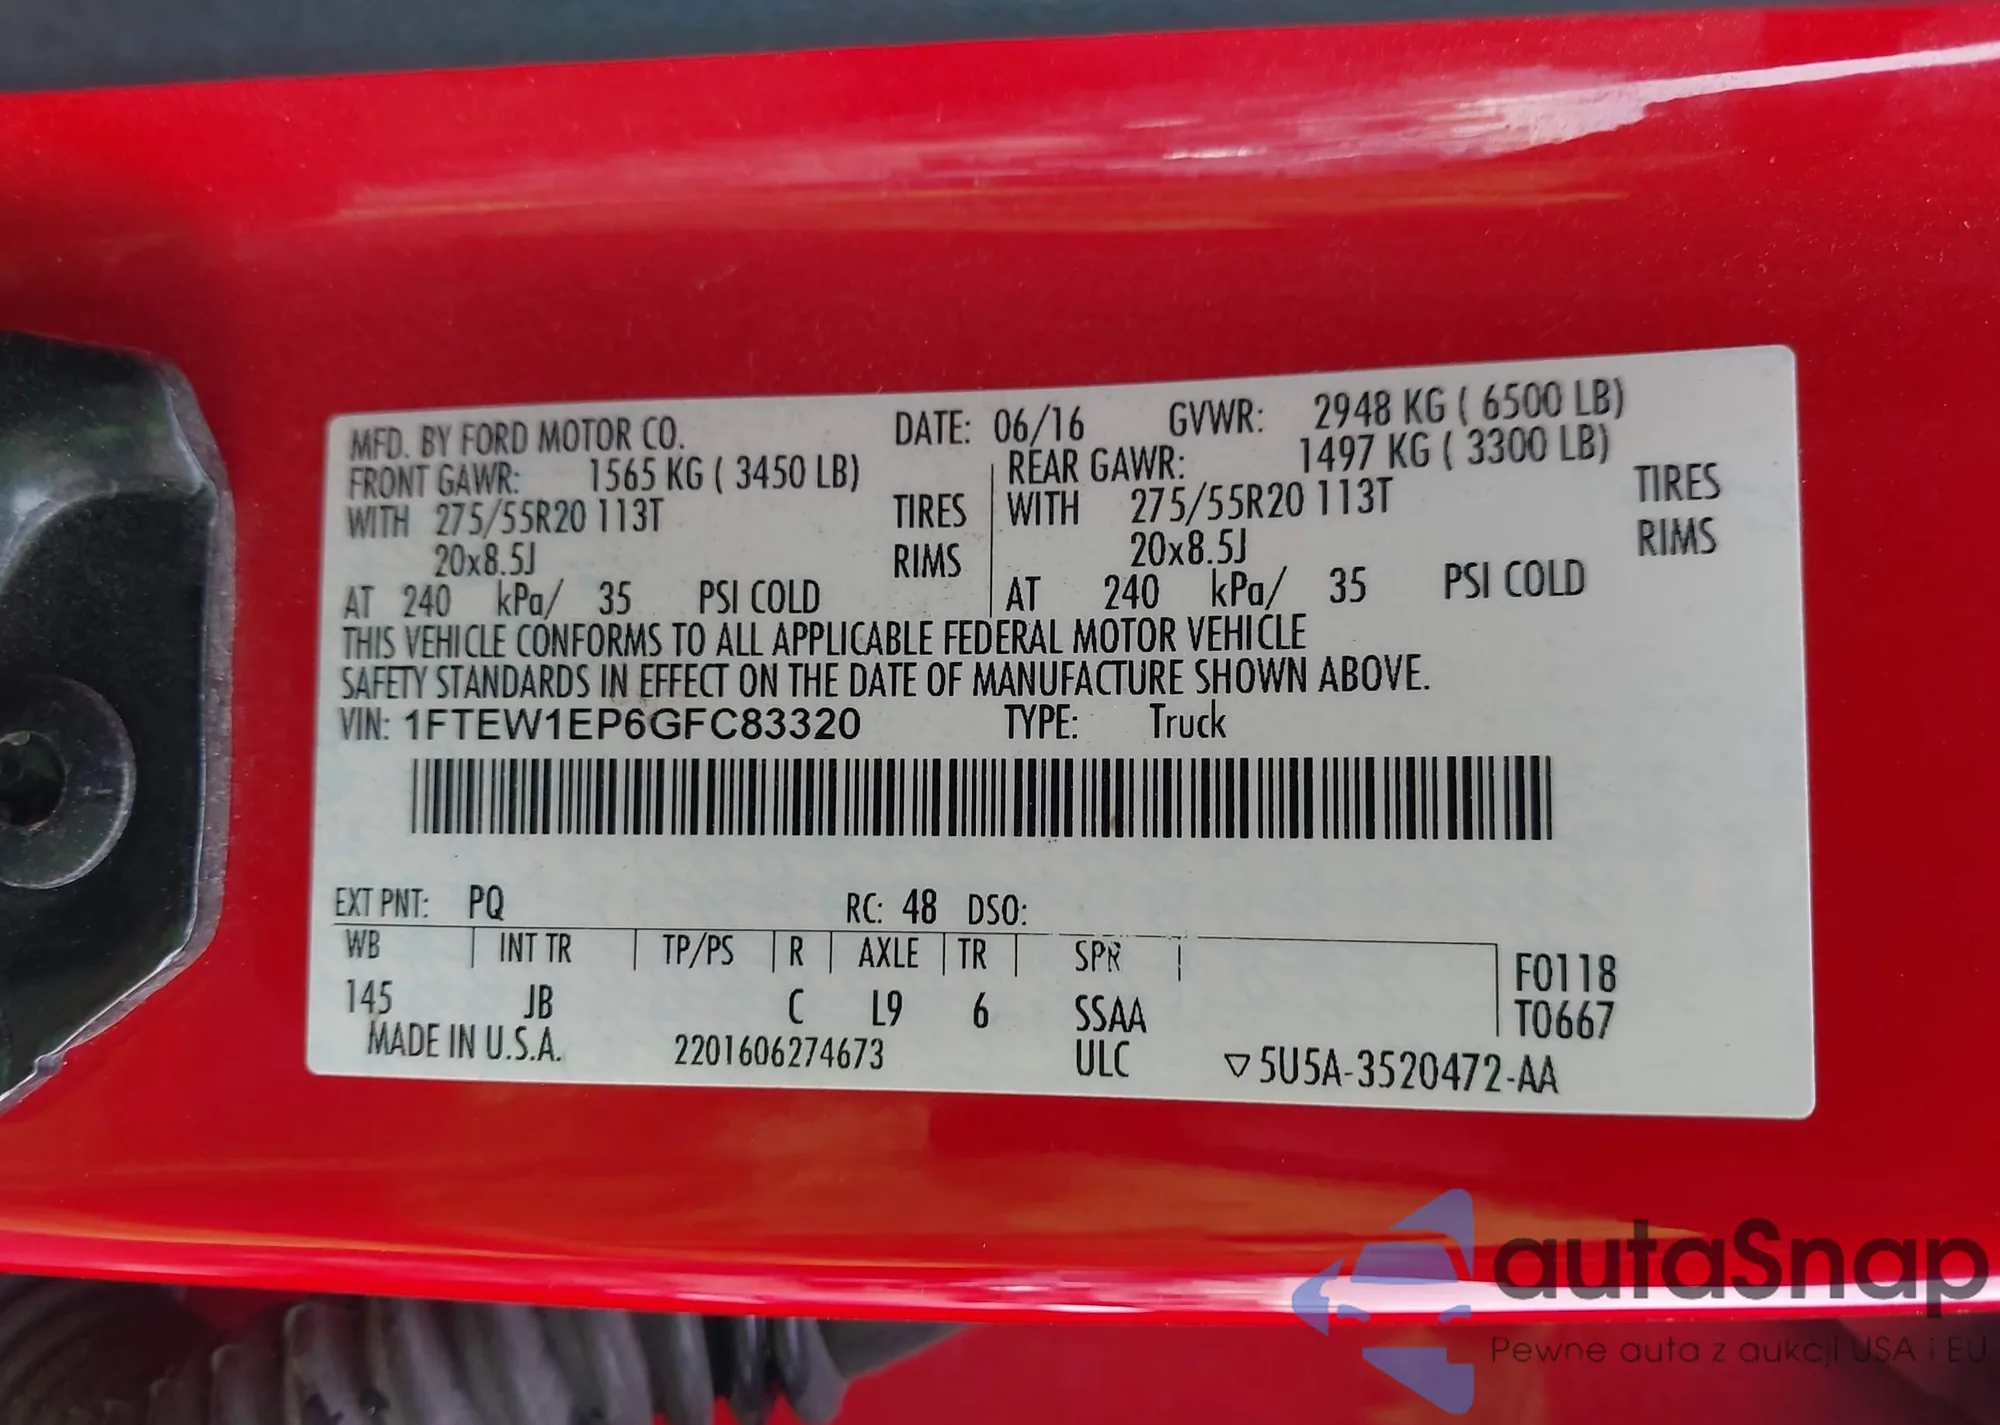 MFD. BY FORD MOTOR CO. DATE: 06/16 GVWR: 2948 KG ( 6500 LB)
FRONT GAWR: 1565 KG ( 3450 LB) REAR GAWR: 1497 KG ( 3300 LB)
WITH 275/55R20 113T TIRES WITH 275/55R20 113T TIRES
20x8.5J RIMS 20x8.5J RIMS
AT 240 kPa/ 35 PSI COLD AT 240 kPa/ 35 PSI COLD
THIS VEHICLE CONFORMS TO ALL APPLICABLE FEDERAL MOTOR VEHICLE
SAFETY STANDARDS IN EFFECT ON THE DATE OF MANUFACTURE SHOWN ABOVE.
VIN: 1FTEW1EP6GFC83320 TYPE: Truck
EXT PNT: PQ RC: 48 DSO:
WB INT TR TP/PS R AXLE TR SPR F0118
145 JB C L9 6 SSAA T0667
MADE IN U.S.A. 2201606274673 ULC ▽5U5A-3520472-AA
autaSnap
Pewne auta z aukcji USA i EU